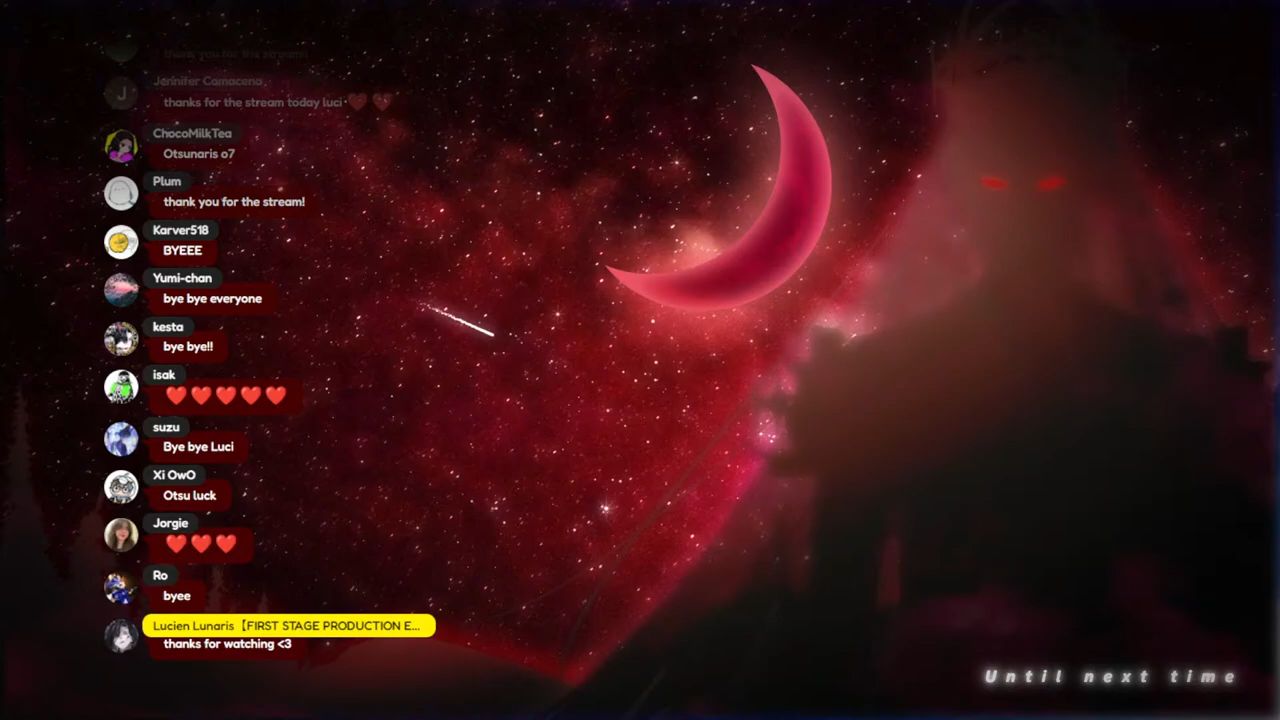 thank you for the stream!
Jennifer Camacena
J
thanks for the stream today luci ❤️ ❤️
ChocoMilkTea
Otsunaris o7
Plum
thank you for the stream!
Karver518
BYEEE
Yumi-chan
bye bye everyone
kesta
bye bye!!
isak
❤️❤️❤️❤️❤️
suzu
Bye bye Luci
Xi OwO
Otsu luck
Jorgie
❤️❤️❤️
Ro
byee
Lucien Lunaris【FIRST STAGE PRODUCTION E...
thanks for watching <3
Until next time